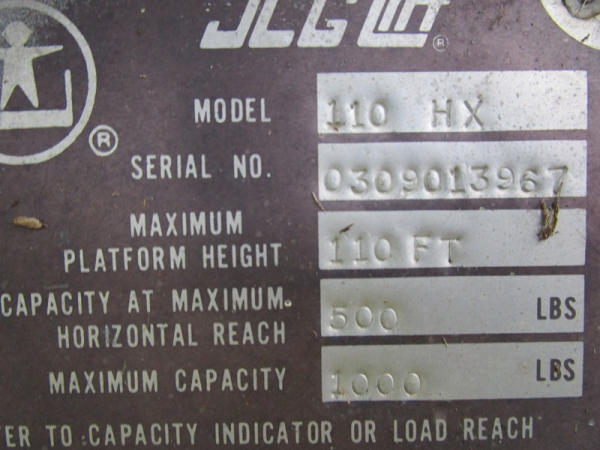 JLG Lift ®
®
MODEL 110 HX
SERIAL NO. 0309013967
MAXIMUM
PLATFORM HEIGHT 110 FT
CAPACITY AT MAXIMUM
HORIZONTAL REACH 500 LBS
MAXIMUM CAPACITY 1000 LBS
TO CAPACITY INDICATOR OR LOAD REACH